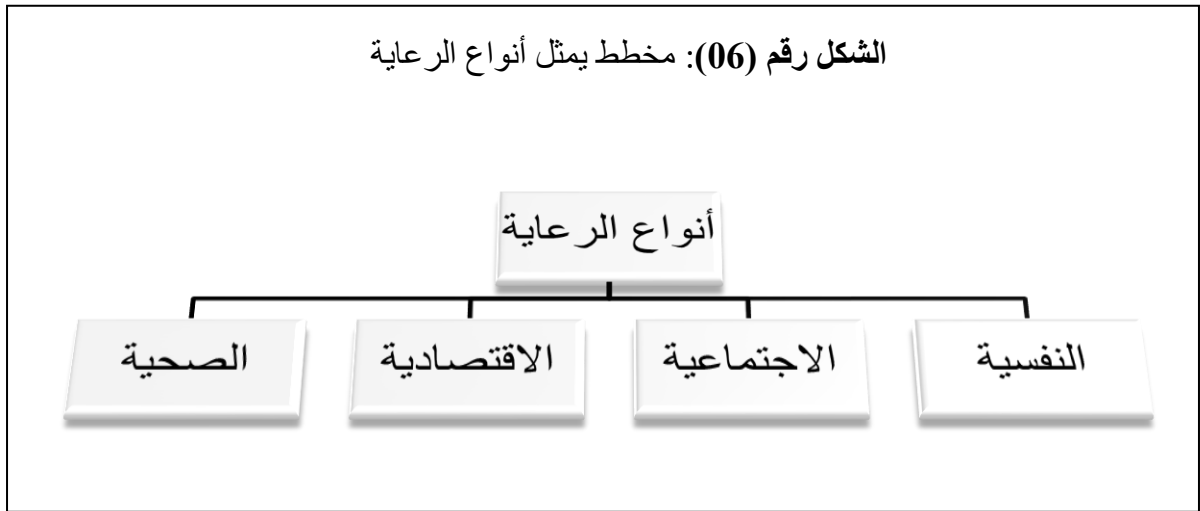 الشكل رقم (06): مخطط يمثل أنواع الرعاية
أنواع الرعاية
النفسية
الاجتماعية
الاقتصادية
الصحية